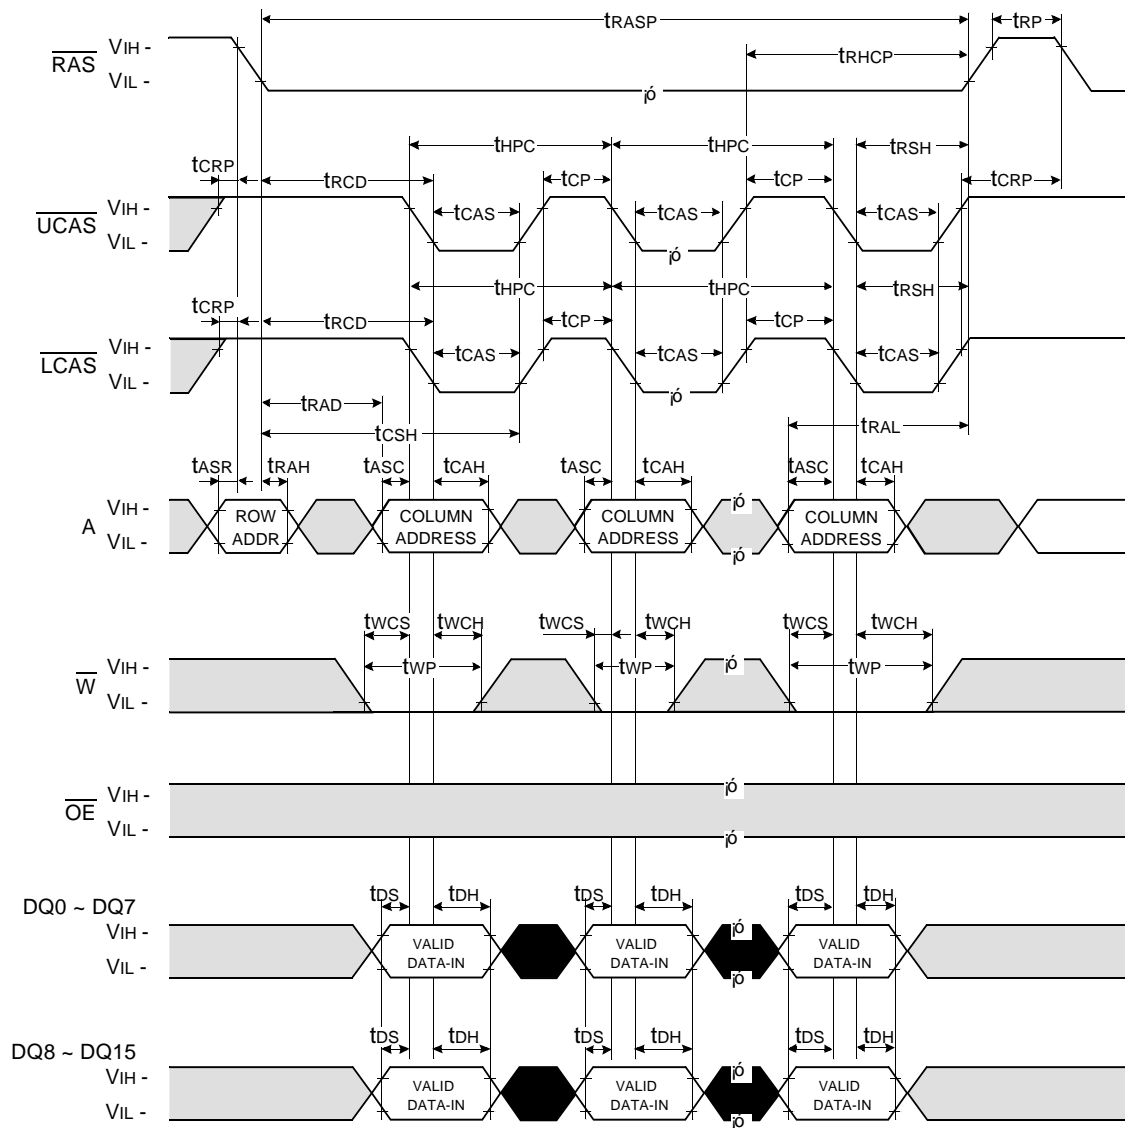 tRASP
tRP
RAS
VIH -
VIL -
tRHCP
¡ó
tHPC
tHPC
tRSH
tCRP
tRCD
tCP
tCP
tCRP
UCAS
VIH -
VIL -
tCAS
tCAS
tCAS
¡ó
tHPC
tHPC
tRSH
tCRP
tRCD
tCP
tCP
LCAS
VIH -
VIL -
tCAS
tCAS
tCAS
¡ó
tRAD
tCSH
tRAL
tASR
tRAH
tASC
tCAH
tASC
tCAH
tASC
tCAH
A
VIH -
VIL -
ROW
ADDR
COLUMN
ADDRESS
COLUMN
ADDRESS
¡ó
¡ó
COLUMN
ADDRESS
tWCS
tWCH
tWCS
tWCH
tWCS
tWCH
W
VIH -
VIL -
tWP
tWP
tWP
¡ó
OE
VIH -
VIL -
¡ó
¡ó
DQ0 ~ DQ7
VIH -
VIL -
tDS
tDH
tDS
tDH
tDS
tDH
VALID
DATA-IN
VALID
DATA-IN
¡ó
¡ó
VALID
DATA-IN
DQ8 ~ DQ15
VIH -
VIL -
tDS
tDH
tDS
tDH
tDS
tDH
VALID
DATA-IN
VALID
DATA-IN
¡ó
¡ó
VALID
DATA-IN